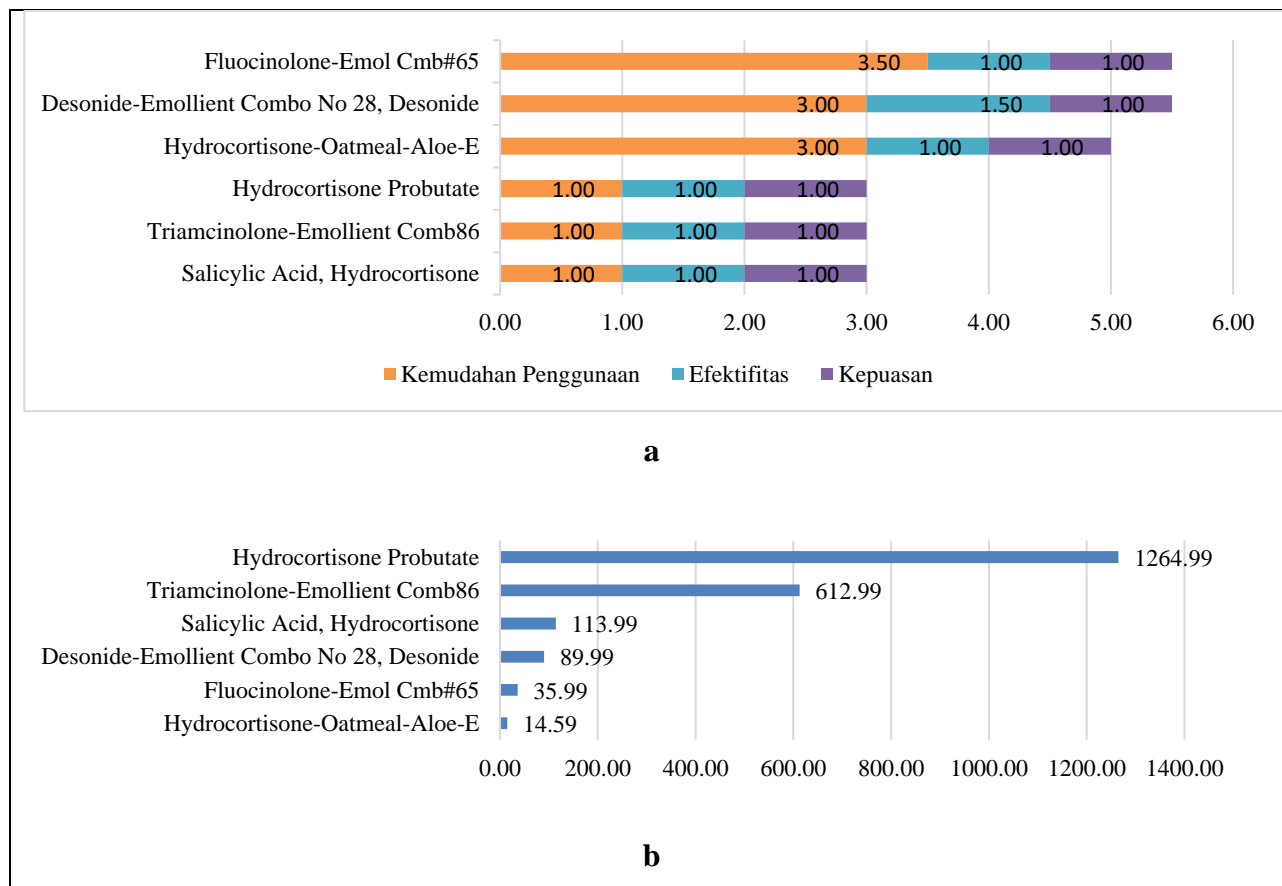 Fluocinolone-Emol Cmb#65 3.50 1.00 1.00
Desonide-Emollient Combo No 28, Desonide 3.00 1.50 1.00
Hydrocortisone-Oatmeal-Aloe-E 3.00 1.00 1.00
Hydrocortisone Probutate 1.00 1.00 1.00
Triamcinolone-Emollient Comb86 1.00 1.00 1.00
Salicylic Acid, Hydrocortisone 1.00 1.00 1.00
0.00 1.00 2.00 3.00 4.00 5.00 6.00
Kemudahan Penggunaan Efektifitas Kepuasan
a
Hydrocortisone Probutate 1264.99
Triamcinolone-Emollient Comb86 612.99
Salicylic Acid, Hydrocortisone 113.99
Desonide-Emollient Combo No 28, Desonide 89.99
Fluocinolone-Emol Cmb#65 35.99
Hydrocortisone-Oatmeal-Aloe-E 14.59
0.00 200.00 400.00 600.00 800.00 1000.00 1200.00 1400.00
b